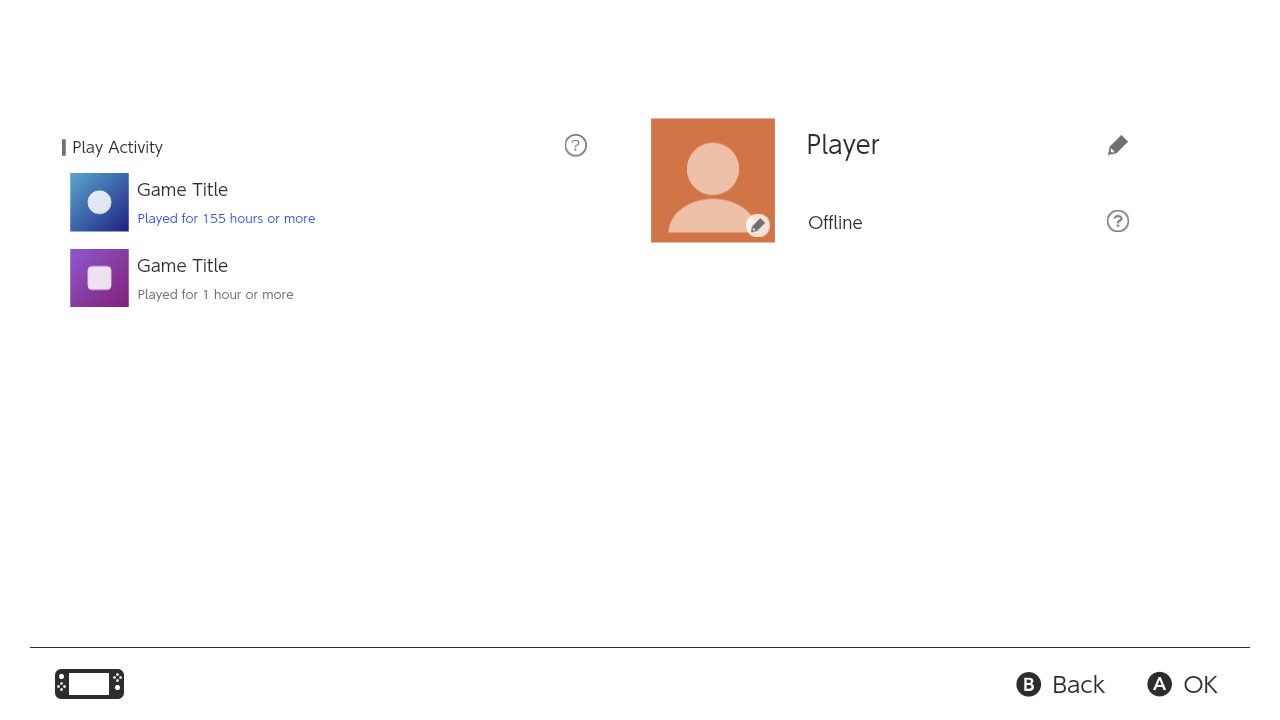 Play Activity
?
Game Title
Played for 155 hours or more
Game Title
Played for 1 hour or more
Player
Offline
?
B Back
A OK